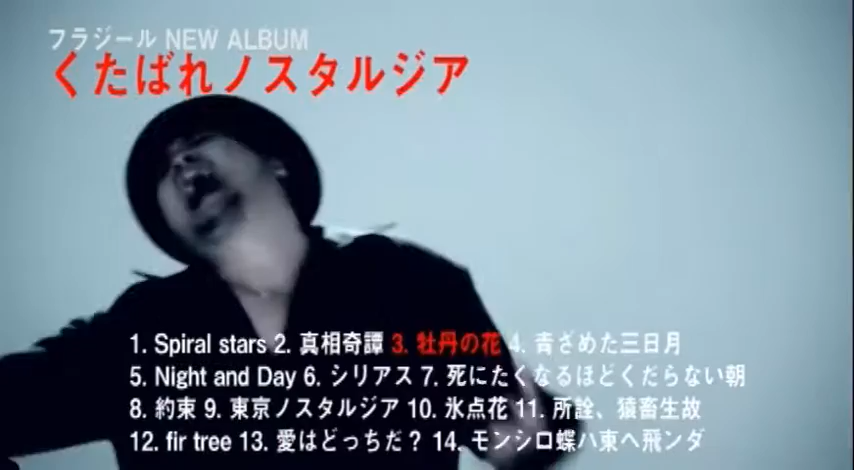 フラジール NEW ALBUM
くたばれノスタルジア
1. Spiral stars 2. 真相奇譚 3. 牡丹の花 4. 青ざめた三日月
5. Night and Day 6. シリアス 7. 死にたくなるほどくだらない朝
8. 約束 9. 東京ノスタルジア 10. 氷点花 11. 所詮、猿畜生故
12. fir tree 13. 愛はどっちだ？ 14. モンシロ蝶ハ東ヘ飛ンダ